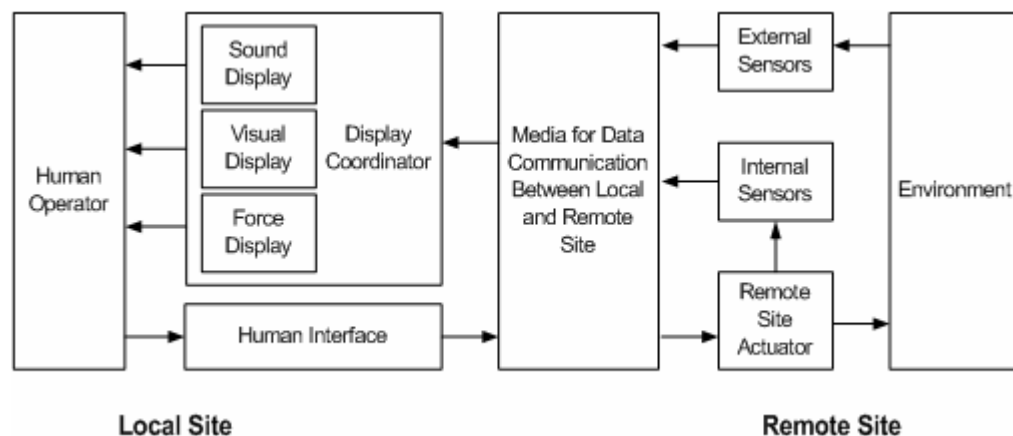 Human
Operator
Sound
Display
Visual
Display
Force
Display
Display
Coordinator
Human Interface
Media for Data
Communication
Between Local
and Remote
Site
External
Sensors
Internal
Sensors
Remote
Site
Actuator
Environment
Local Site
Remote Site